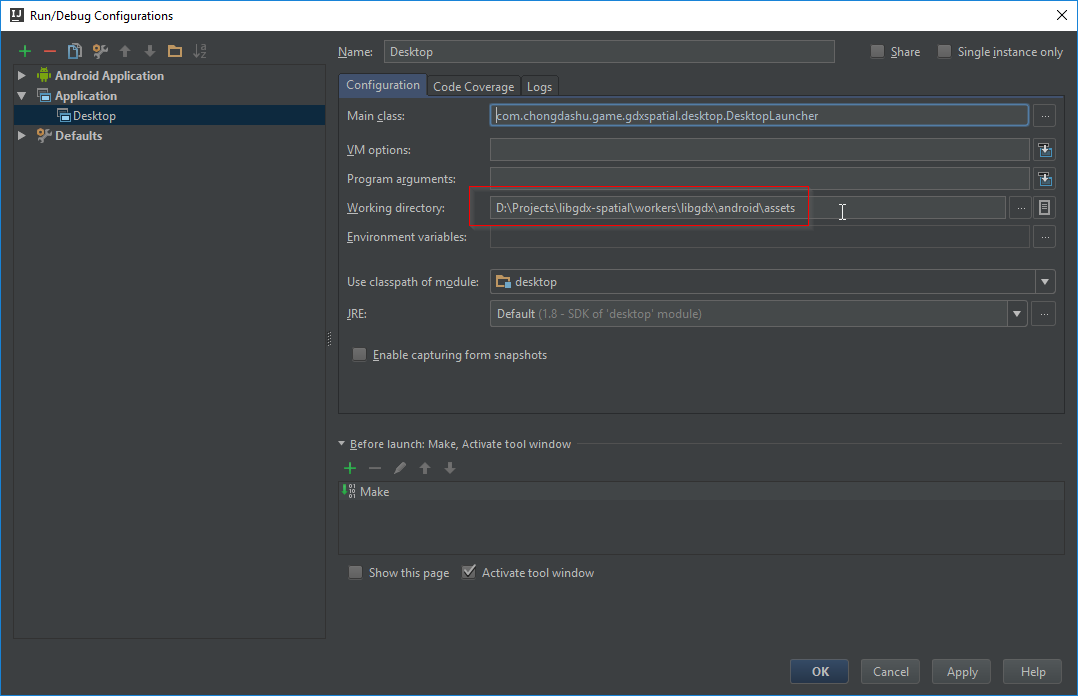 Run/Debug Configurations
Name: Desktop
Share
Single instance only
Android Application
Application
Desktop
Defaults
Configuration Code Coverage Logs
Main class: com.chongdashu.game.gdxspatial.desktop.DesktopLauncher
VM options:
Program arguments:
Working directory: D:\Projects\libgdx-spatial\workers\libgdx\android\assets
Environment variables:
Use classpath of module: desktop
JRE: Default (1.8 - SDK of 'desktop' module)
Enable capturing form snapshots
Before launch: Make, Activate tool window
Make
Show this page Activate tool window
OK Cancel Apply Help